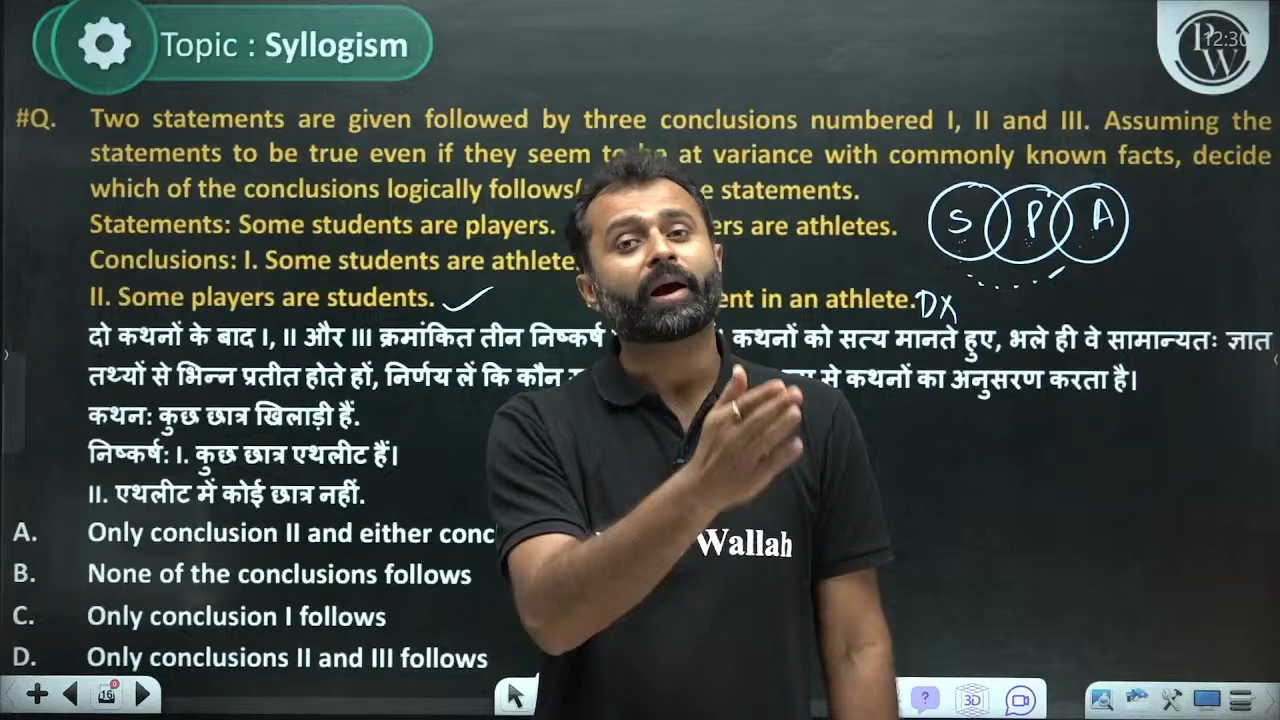 Topic : Syllogism
PW
12:30
#Q. Two statements are given followed by three conclusions numbered I, II and III. Assuming the
statements to be true even if they seem to be at variance with commonly known facts, decide
which of the conclusions logically follows( statements.
Statements: Some students are players. are athletes.
S P A
Conclusions: I. Some students are
II. Some players are students. in an athlete. DX
दो कथनों के बाद I, II और III क्रमांकित तीन निष्कर्ष कथनों को सत्य मानते हुए, भले ही वे सामान्यतः ज्ञात
तथ्यों से भिन्न प्रतीत होते हों, निर्णय लें कि कौन से कथनों का अनुसरण करता है।
कथन: कुछ छात्र खिलाड़ी हैं.
निष्कर्ष: I. कुछ छात्र एथलीट हैं।
II. एथलीट में कोई छात्र नहीं.
A. Only conclusion II and either
B. None of the conclusions follows
C. Only conclusion I follows
D. Only conclusions II and III follows
Wallah
16
0
?
3D